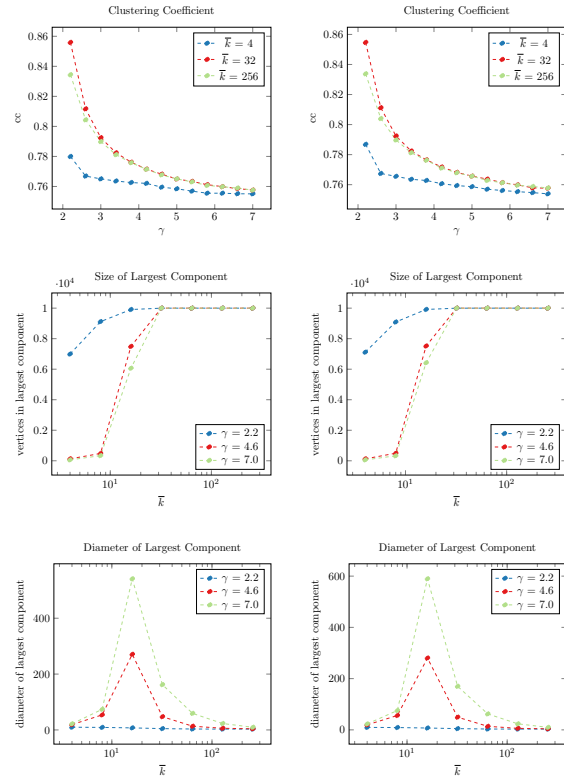 Clustering Coefficient
0.86
0.84
0.82
0.8
0.78
0.76
cc
k̅ = 4
k̅ = 32
k̅ = 256
2 3 4 5 6 7
γ
Clustering Coefficient
0.86
0.84
0.82
0.8
0.78
0.76
cc
k̅ = 4
k̅ = 32
k̅ = 256
2 3 4 5 6 7
γ
Size of Largest Component
·10⁴
1
0.8
0.6
0.4
0.2
0
vertices in largest component
γ = 2.2
γ = 4.6
γ = 7.0
10¹ 10²
k̅
Size of Largest Component
·10⁴
1
0.8
0.6
0.4
0.2
0
vertices in largest component
γ = 2.2
γ = 4.6
γ = 7.0
10¹ 10²
k̅
Diameter of Largest Component
400
200
0
diameter of largest component
γ = 2.2
γ = 4.6
γ = 7.0
10¹ 10²
k̅
Diameter of Largest Component
600
400
200
0
diameter of largest component
γ = 2.2
γ = 4.6
γ = 7.0
10¹ 10²
k̅